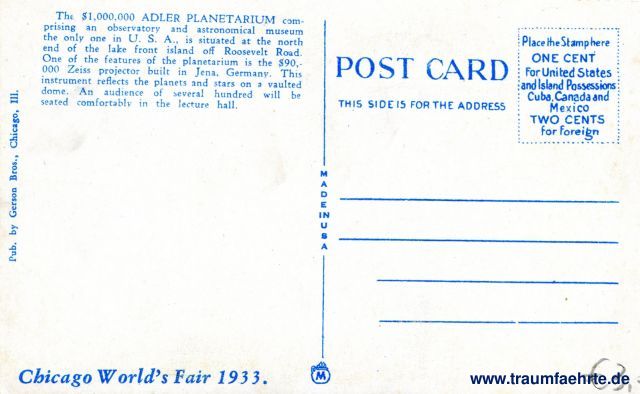 The $1,000,000 ADLER PLANETARIUM com-
prising an observatory and astronomical museum
the only one in U. S. A., is situated at the north
end of the lake front island off Roosevelt Road.
One of the features of the planetarium is the $90,-
000 Zeiss projector built in Jena, Germany. This
instrument reflects the planets and stars on a vaulted
dome. An audience of several hundred will be
seated comfortably in the lecture hall.
Pub. by Gerson Bros., Chicago, Ill.
Chicago World's Fair 1933.
MADE IN USA
M
POST CARD
THIS SIDE IS FOR THE ADDRESS
Place the Stamp here
ONE CENT
For United States
and Island Possessions
Cuba, Canada and
Mexico
TWO CENTS
for foreign
www.traumfaehrte.de